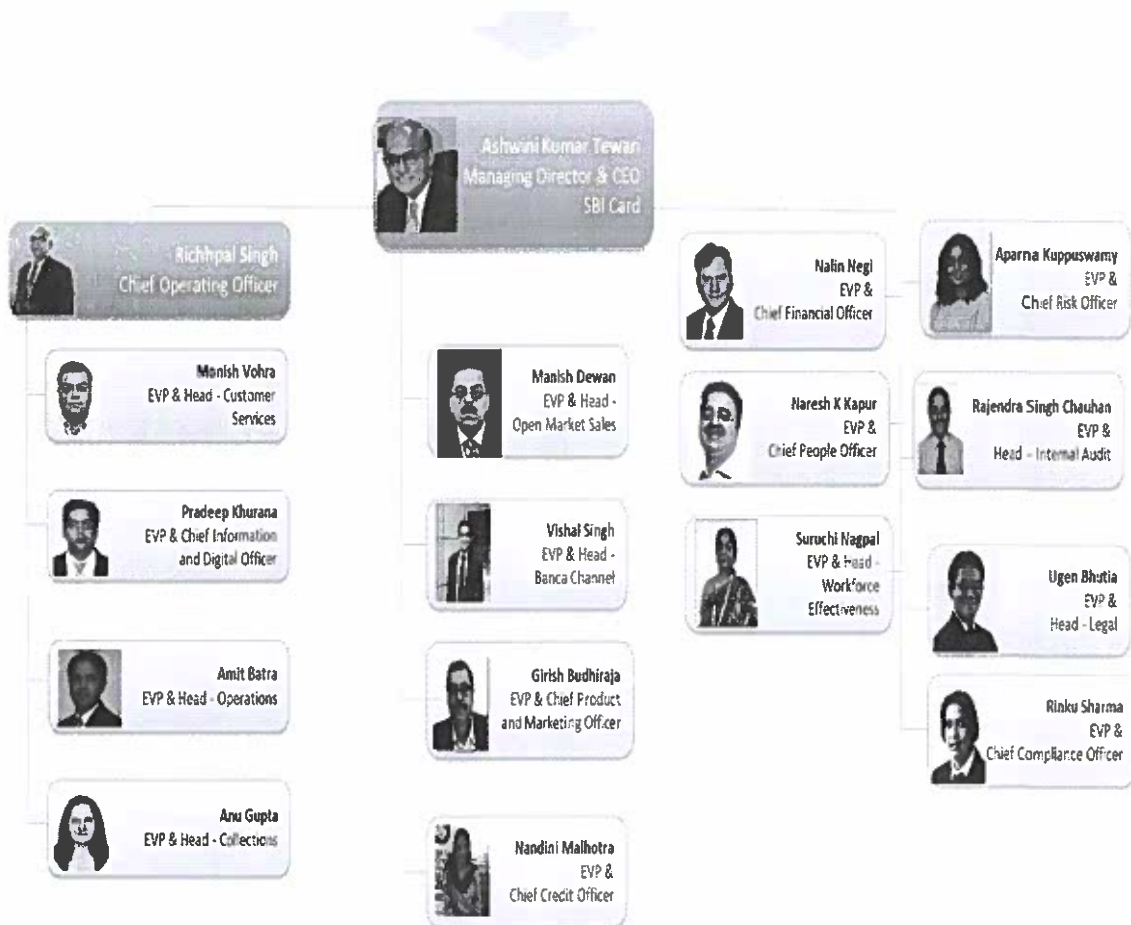 Ashwini Kumar Tewari
Managing Director & CEO
SBI Card
Richhpal Singh
Chief Operating Officer
Monish Vohra
EVP & Head - Customer
Services
Pradeep Khurana
EVP & Chief Information
and Digital Officer
Amit Batra
EVP & Head - Operations
Anu Gupta
EVP & Head - Collections
Manish Dewan
EVP & Head -
Open Market Sales
Vishal Singh
EVP & Head -
Banca Channel
Girish Budhiraja
EVP & Chief Product
and Marketing Officer
Nandini Malhotra
EVP &
Chief Credit Officer
Nalin Negi
EVP &
Chief Financial Officer
Naresh K Kapur
EVP &
Chief People Officer
Suruchi Nagpal
EVP & Head -
Workforce
Effectiveness
Aparna Kuppuswamy
EVP &
Chief Risk Officer
Rajendra Singh Chauhan
EVP &
Head - Internal Audit
Ugen Bhutia
EVP &
Head - Legal
Rinku Sharma
EVP &
Chief Compliance Officer